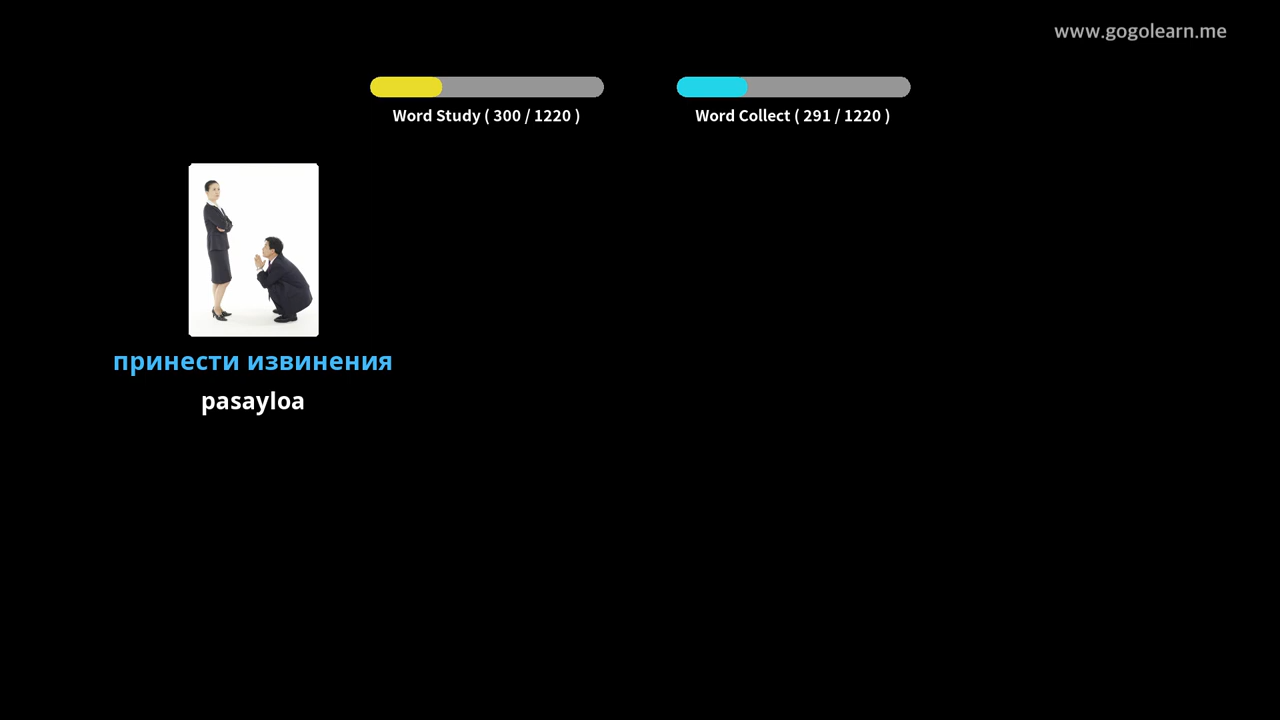 www.gogolearn.me
Word Study ( 300 / 1220 )
Word Collect ( 291 / 1220 )
принести извинения
pasayloa